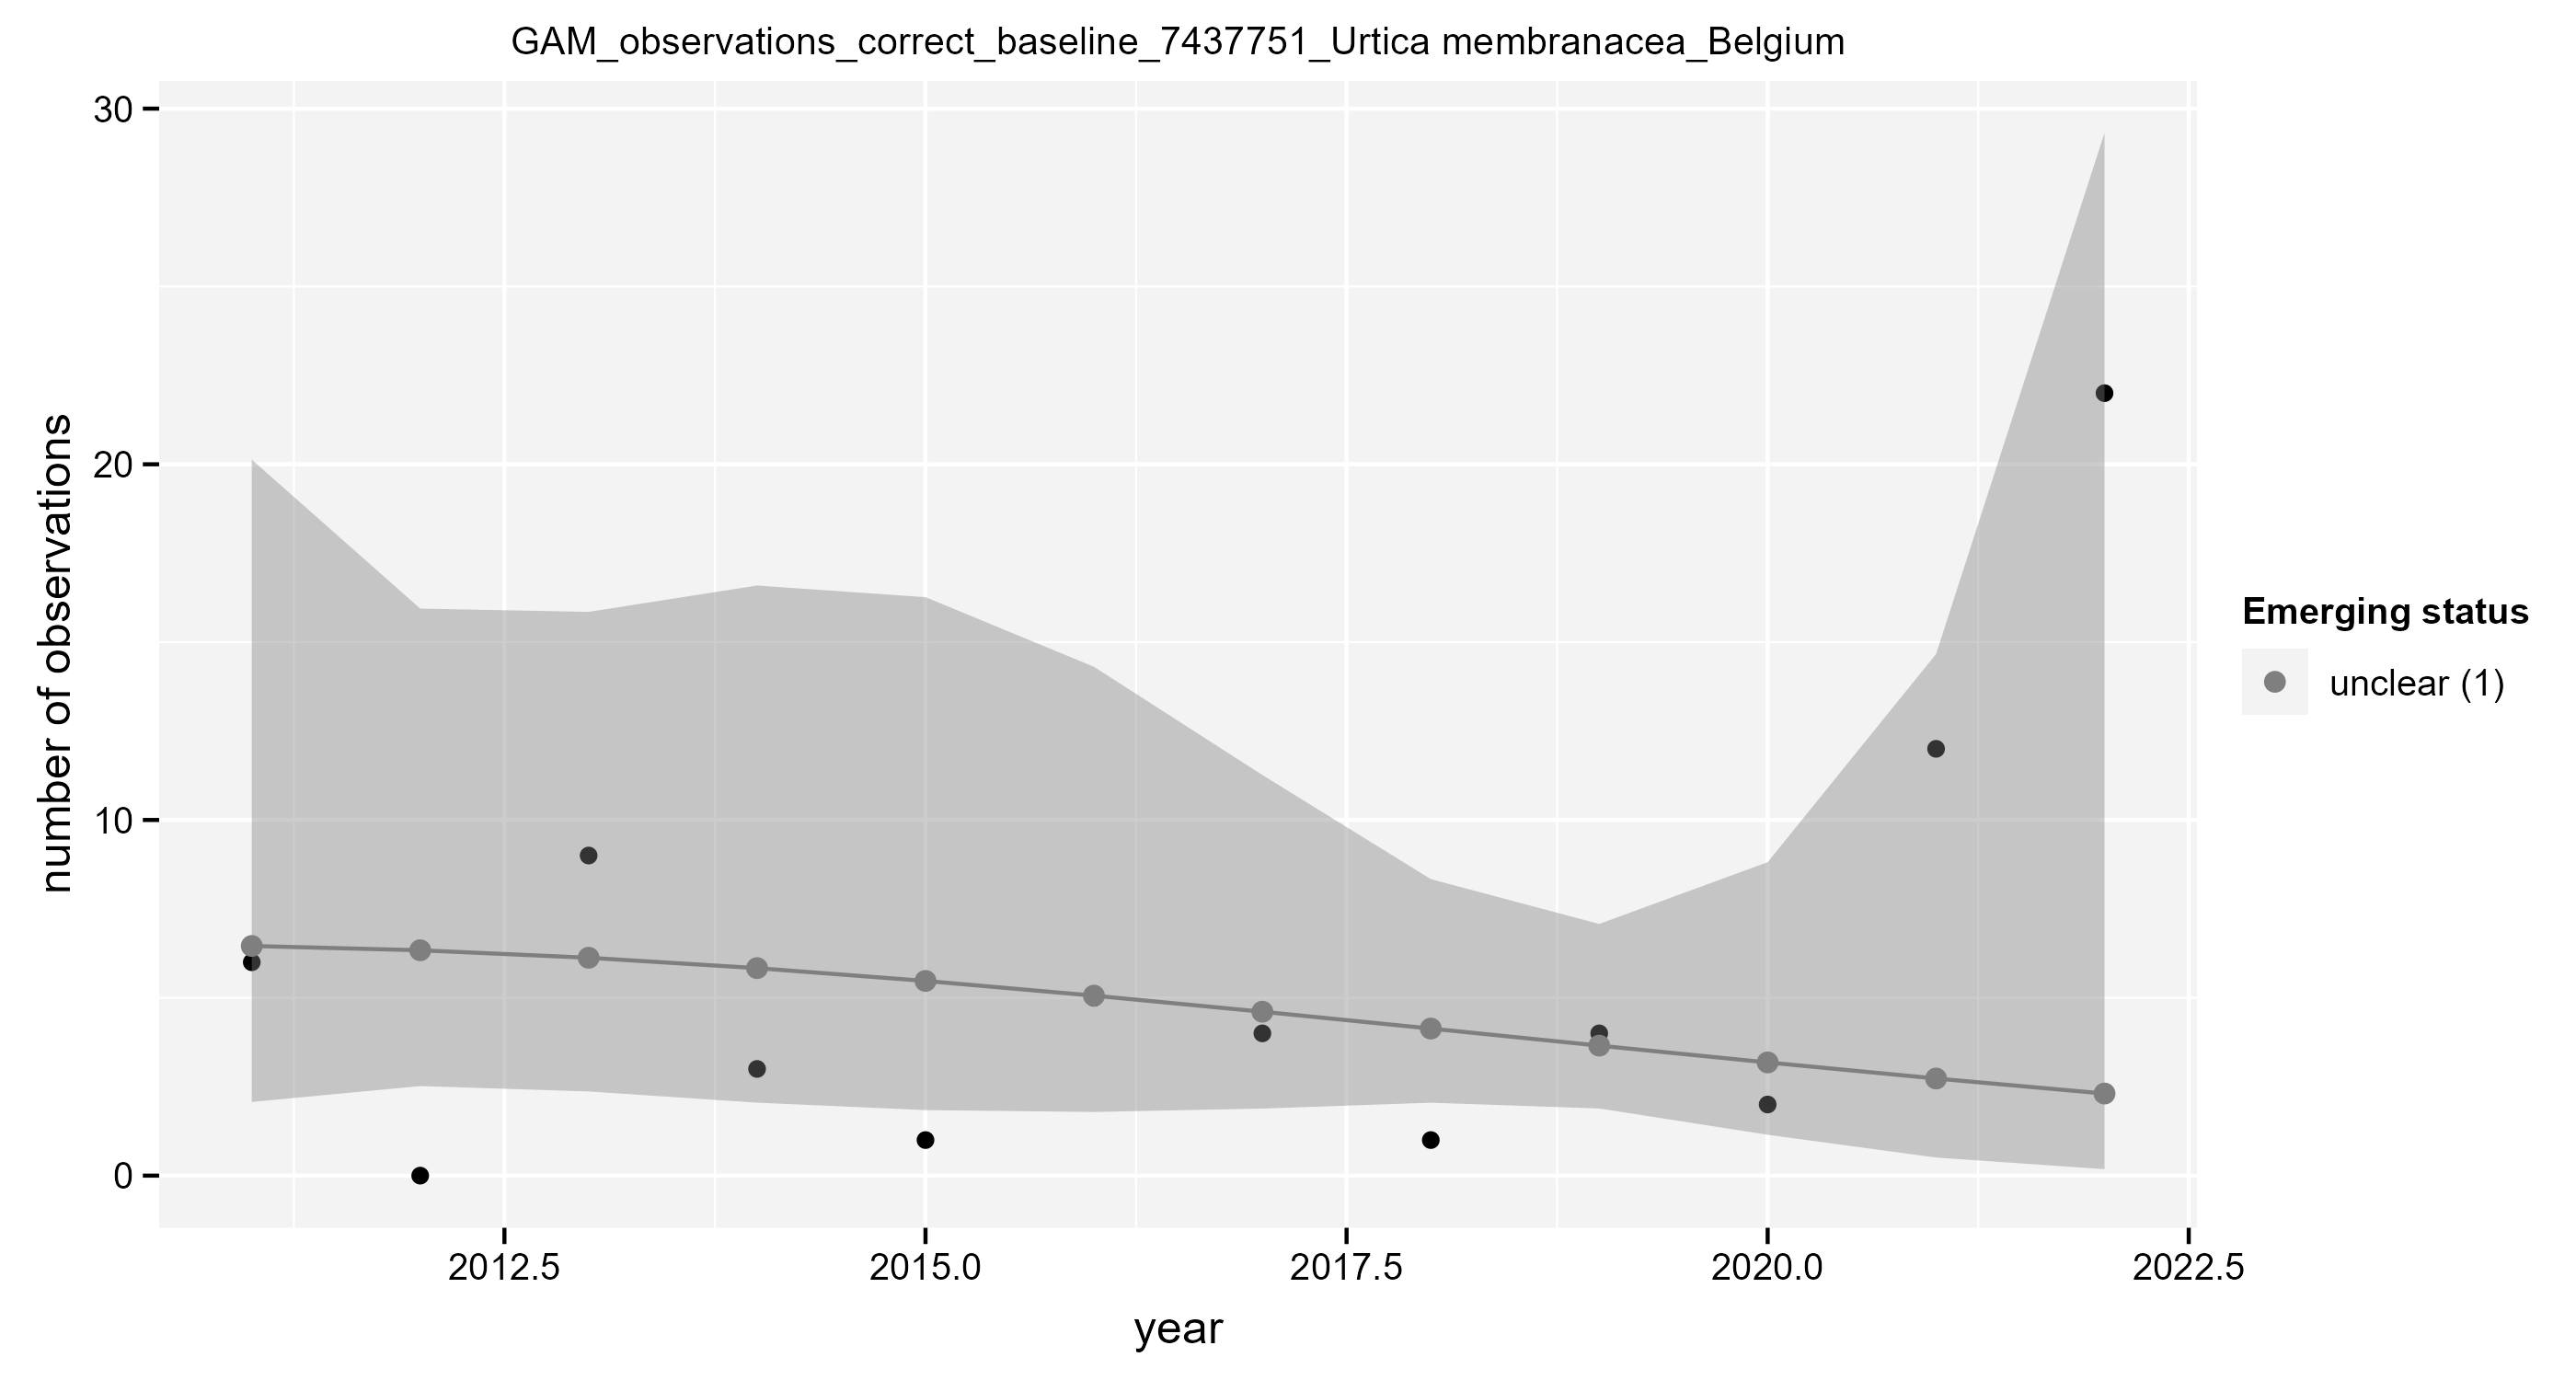 GAM_observations_correct_baseline_7437751_Urtica membranacea_Belgium
number of observations
30
20
10
0
2012.5 2015.0 2017.5 2020.0 2022.5
year
Emerging status
unclear (1)